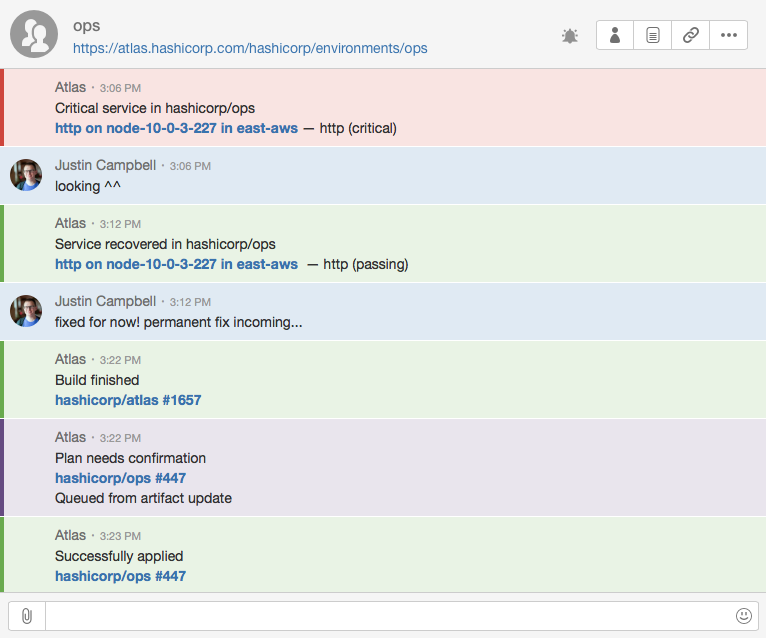 ops
https://atlas.hashicorp.com/hashicorp/environments/ops
Atlas · 3:06 PM
Critical service in hashicorp/ops
http on node-10-0-3-227 in east-aws — http (critical)
Justin Campbell · 3:06 PM
looking ^^
Atlas · 3:12 PM
Service recovered in hashicorp/ops
http on node-10-0-3-227 in east-aws — http (passing)
Justin Campbell · 3:12 PM
fixed for now! permanent fix incoming...
Atlas · 3:22 PM
Build finished
hashicorp/atlas #1657
Atlas · 3:22 PM
Plan needs confirmation
hashicorp/ops #447
Queued from artifact update
Atlas · 3:23 PM
Successfully applied
hashicorp/ops #447